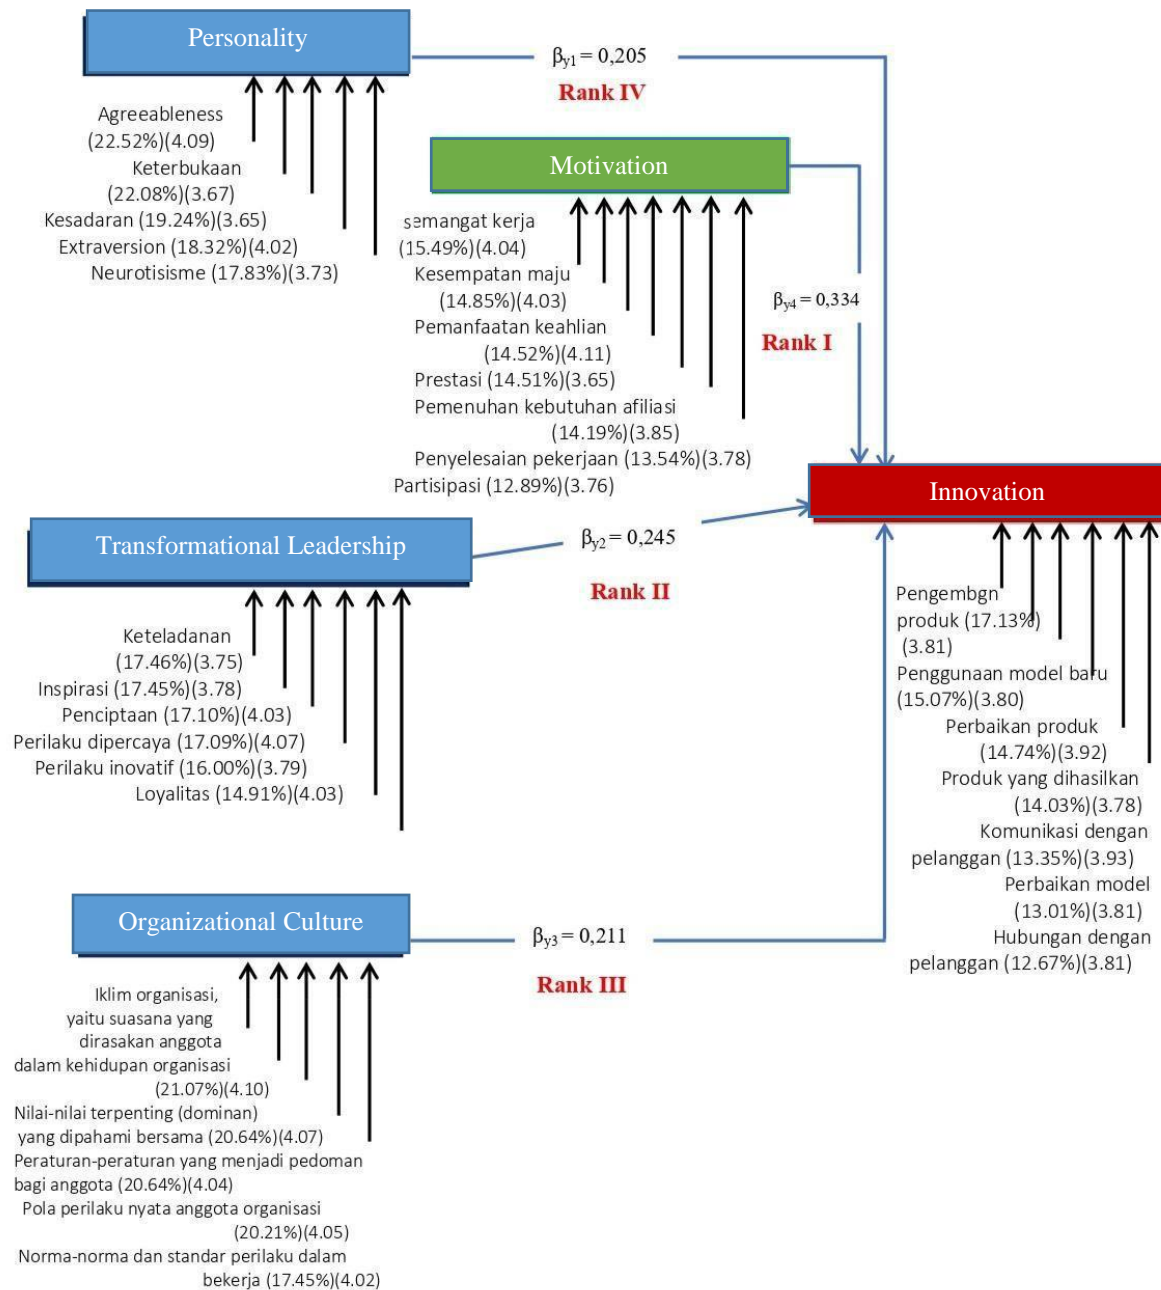 Personality
β_y1 = 0,205
Rank IV
Agreeableness
(22.52%)(4.09)
Keterbukaan
(22.08%)(3.67)
Kesadaran (19.24%)(3.65)
Extraversion (18.32%)(4.02)
Neurotisisme (17.83%)(3.73)
Motivation
semangat kerja
(15.49%)(4.04)
Kesempatan maju
(14.85%)(4.03)
Pemanfaatan keahlian
(14.52%)(4.11)
Prestasi (14.51%)(3.65)
Pemenuhan kebutuhan afiliasi
(14.19%)(3.85)
Penyelesaian pekerjaan (13.54%)(3.78)
Partisipasi (12.89%)(3.76)
β_y4 = 0,334
Rank I
Innovation
Pengembgn
produk (17.13%)
(3.81)
Penggunaan model baru
(15.07%)(3.80)
Perbaikan produk
(14.74%)(3.92)
Produk yang dihasilkan
(14.03%)(3.78)
Komunikasi dengan
pelanggan (13.35%)(3.93)
Perbaikan model
(13.01%)(3.81)
Hubungan dengan
pelanggan (12.67%)(3.81)
Transformational Leadership
β_y2 = 0,245
Rank II
Keteladanan
(17.46%)(3.75)
Inspirasi (17.45%)(3.78)
Penciptaan (17.10%)(4.03)
Perilaku dipercaya (17.09%)(4.07)
Perilaku inovatif (16.00%)(3.79)
Loyalitas (14.91%)(4.03)
Organizational Culture
β_y3 = 0,211
Rank III
Iklim organisasi,
yaitu suasana yang
dirasakan anggota
dalam kehidupan organisasi
(21.07%)(4.10)
Nilai-nilai terpenting (dominan)
yang dipahami bersama (20.64%)(4.07)
Peraturan-peraturan yang menjadi pedoman
bagi anggota (20.64%)(4.04)
Pola perilaku nyata anggota organisasi
(20.21%)(4.05)
Norma-norma dan standar perilaku dalam
bekerja (17.45%)(4.02)